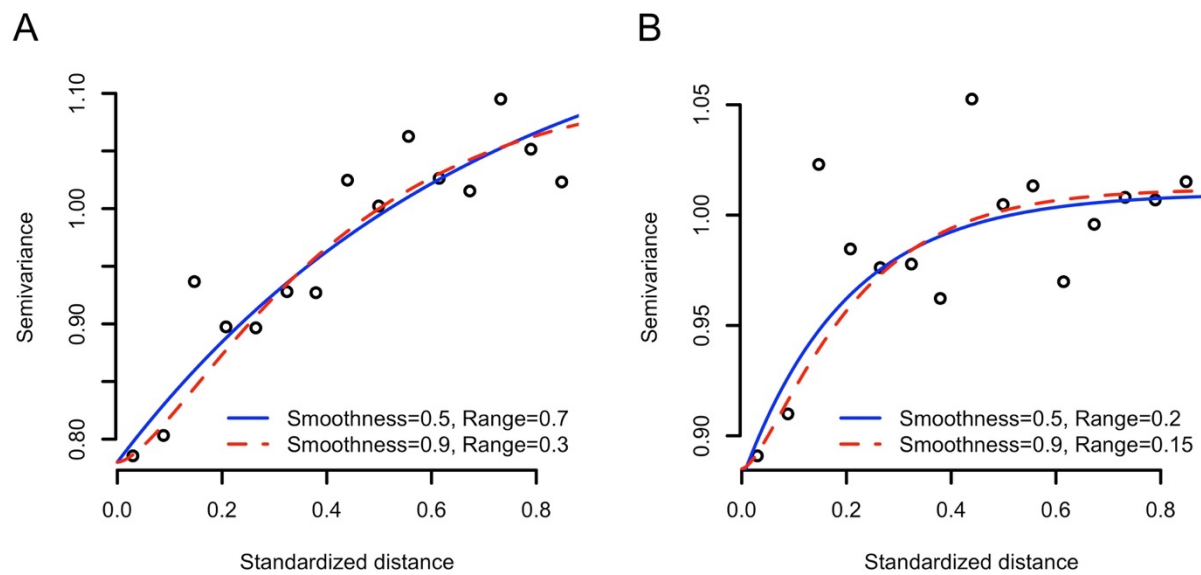 A
Semivariance
1.10
1.00
0.90
0.80
Smoothness=0.5, Range=0.7
Smoothness=0.9, Range=0.3
0.0 0.2 0.4 0.6 0.8
Standardized distance
B
Semivariance
1.05
1.00
0.95
0.90
Smoothness=0.5, Range=0.2
Smoothness=0.9, Range=0.15
0.0 0.2 0.4 0.6 0.8
Standardized distance